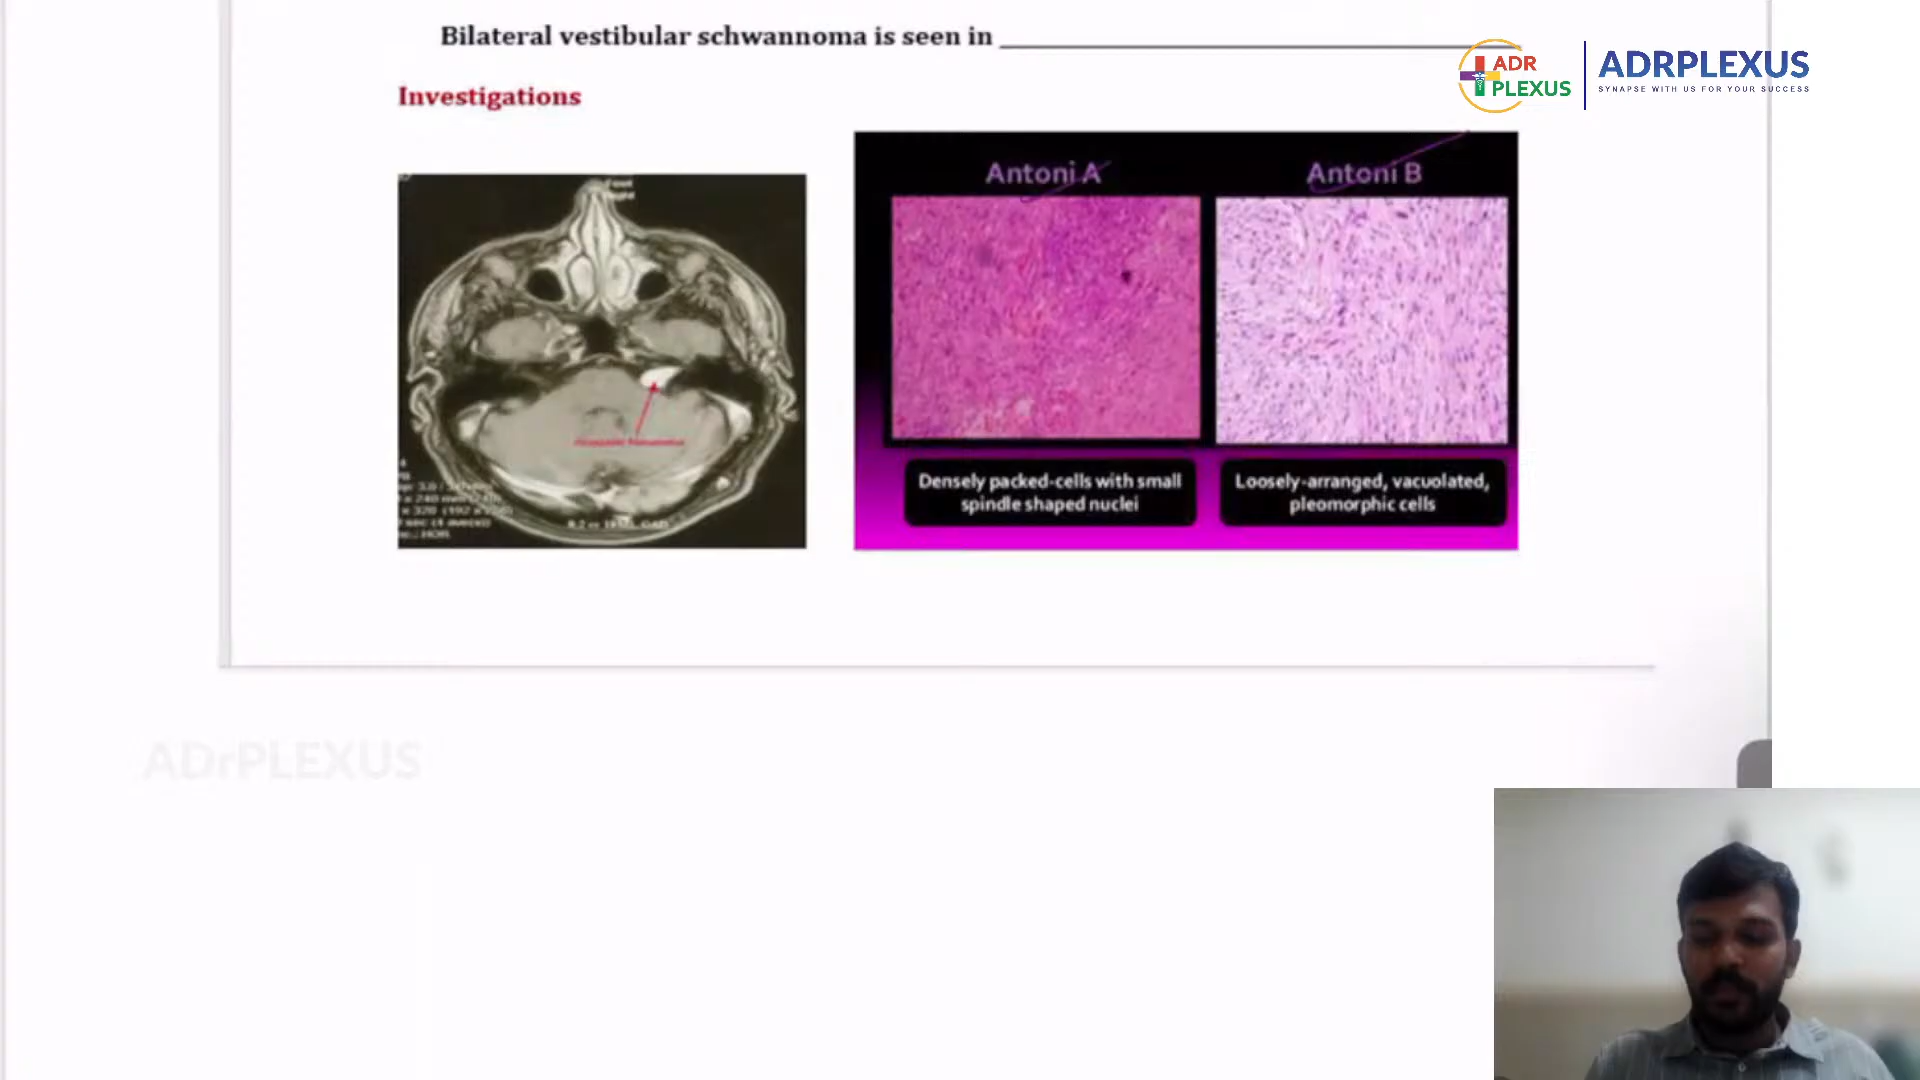 Bilateral vestibular schwannoma is seen in
ADR
PLEXUS
ADRPLEXUS
SYNAPSE WITH US FOR YOUR SUCCESS
Investigations
Antoni A
Antoni B
Densely packed-cells with small
spindle shaped nuclei
Loosely-arranged, vacuolated,
pleomorphic cells
ADrPLEXUS